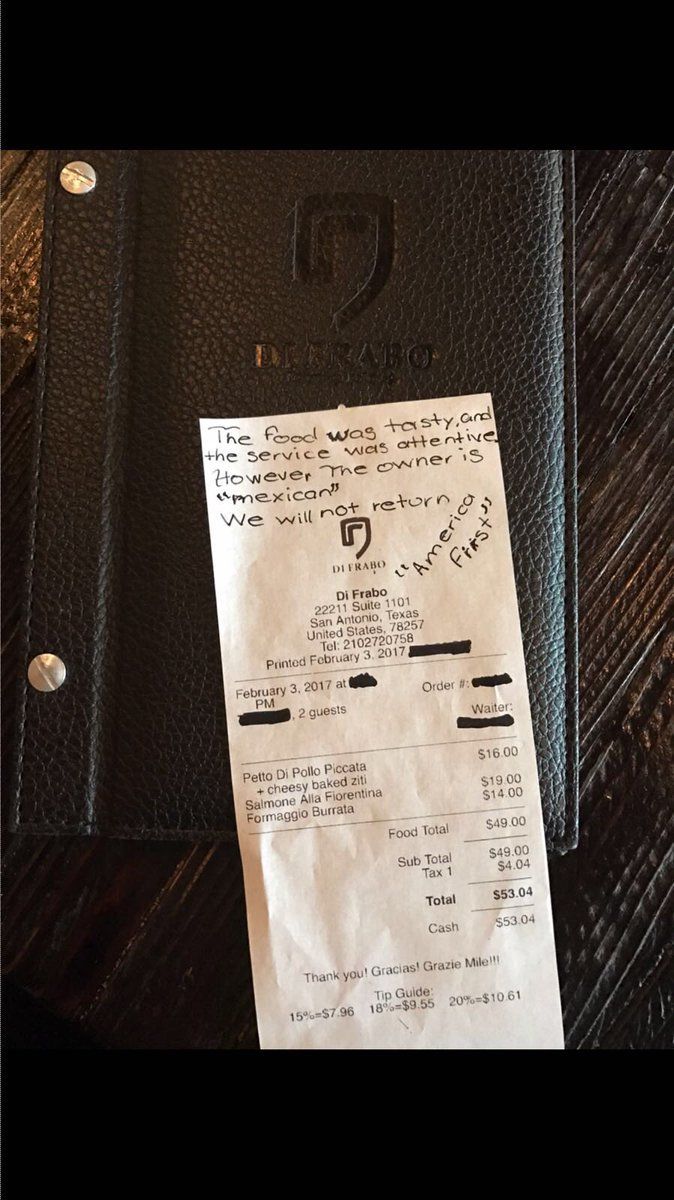 DI FRABO
The food was tasty, and
the service was attentive.
However, The owner is
"mexican"
We will not return
"America
First"
DI FRABO
Di Frabo
22211 Suite 1101
San Antonio, Texas
United States, 78257
Tel: 2102720758
Printed February 3, 2017
February 3, 2017 at
PM
Order #:
, 2 guests
Waiter:
Petto Di Pollo Piccata $16.00
+ cheesy baked ziti
Salmone Alla Fiorentina $19.00
Formaggio Burrata $14.00
Food Total $49.00
Sub Total $49.00
Tax 1 $4.04
Total $53.04
Cash $53.04
Thank you! Gracias! Grazie Mile!!!
Tip Guide:
15%=$7.96 18%=$9.55 20%=$10.61